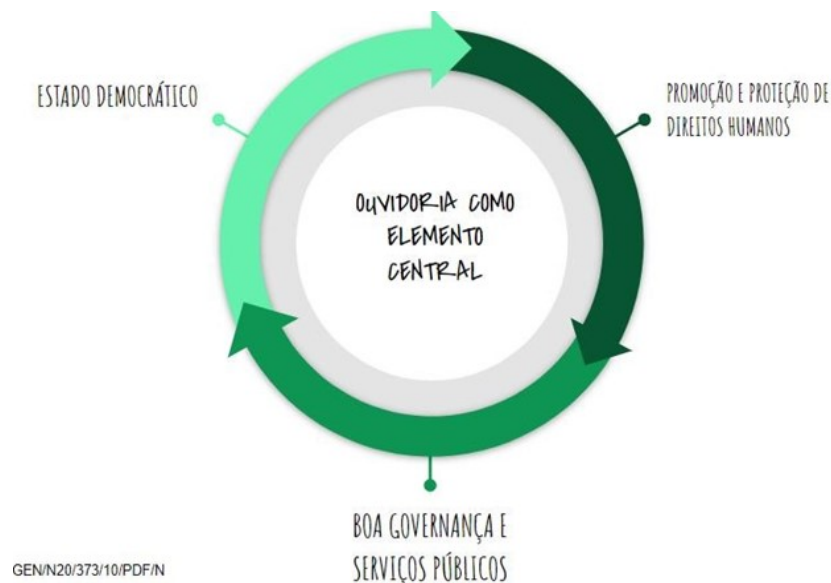 ESTADO DEMOCRÁTICO
PROMOÇÃO E PROTEÇÃO DE
DIREITOS HUMANOS
OUVIDORIA COMO
ELEMENTO
CENTRAL
BOA GOVERNANÇA E
SERVIÇOS PÚBLICOS
GEN/N20/373/10/PDF/N